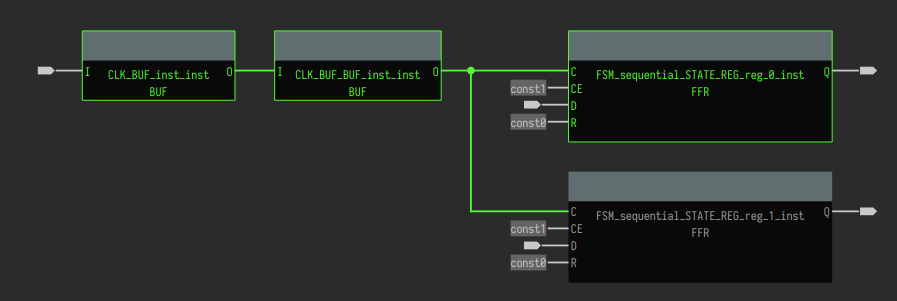 I CLK_BUF_inst_inst O
BUF
I CLK_BUF_BUF_inst_inst O
BUF
C FSM_sequential_STATE_REG_reg_0_inst Q
const1 CE FFR
D
const0 R
C FSM_sequential_STATE_REG_reg_1_inst Q
const1 CE FFR
D
const0 R